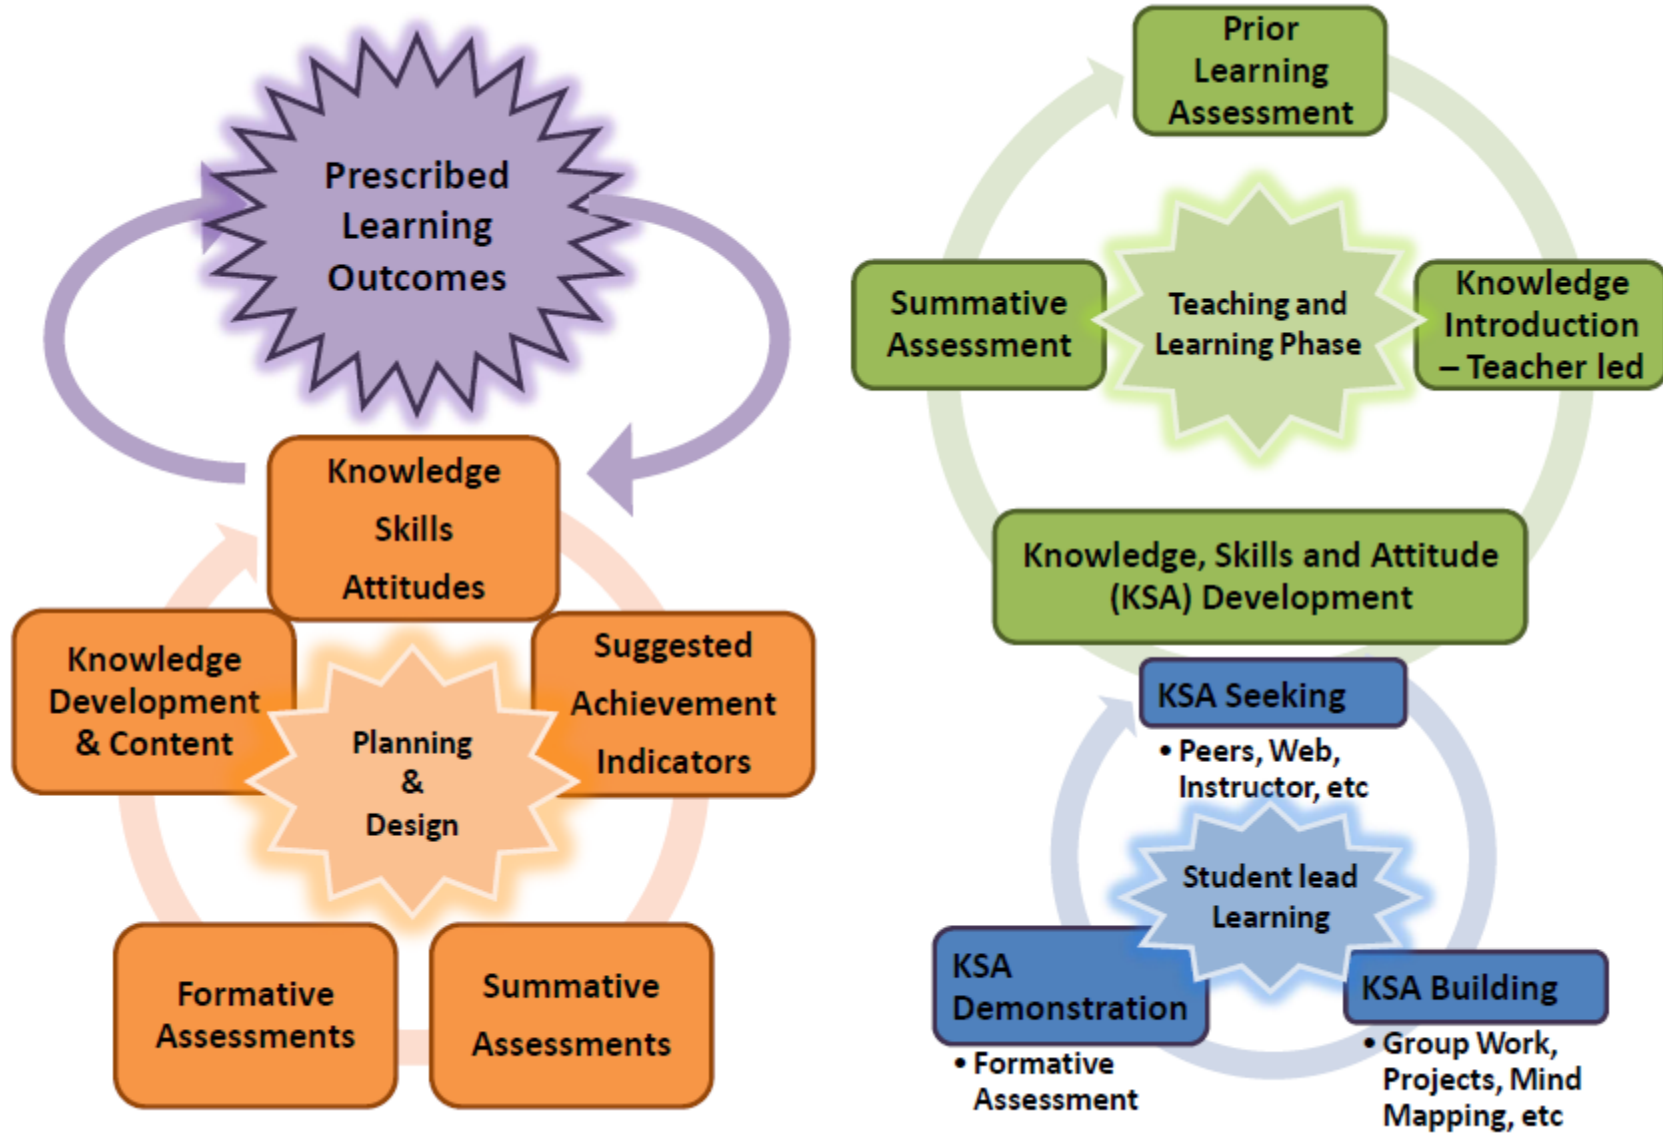 Prescribed
Learning
Outcomes
Knowledge
Skills
Attitudes
Knowledge
Development
& Content
Suggested
Achievement
Indicators
Planning
&
Design
Formative
Assessments
Summative
Assessments
Prior
Learning
Assessment
Summative
Assessment
Teaching and
Learning Phase
Knowledge
Introduction
– Teacher led
Knowledge, Skills and Attitude
(KSA) Development
KSA Seeking
• Peers, Web,
Instructor, etc
Student lead
Learning
KSA
Demonstration
• Formative
Assessment
KSA Building
• Group Work,
Projects, Mind
Mapping, etc